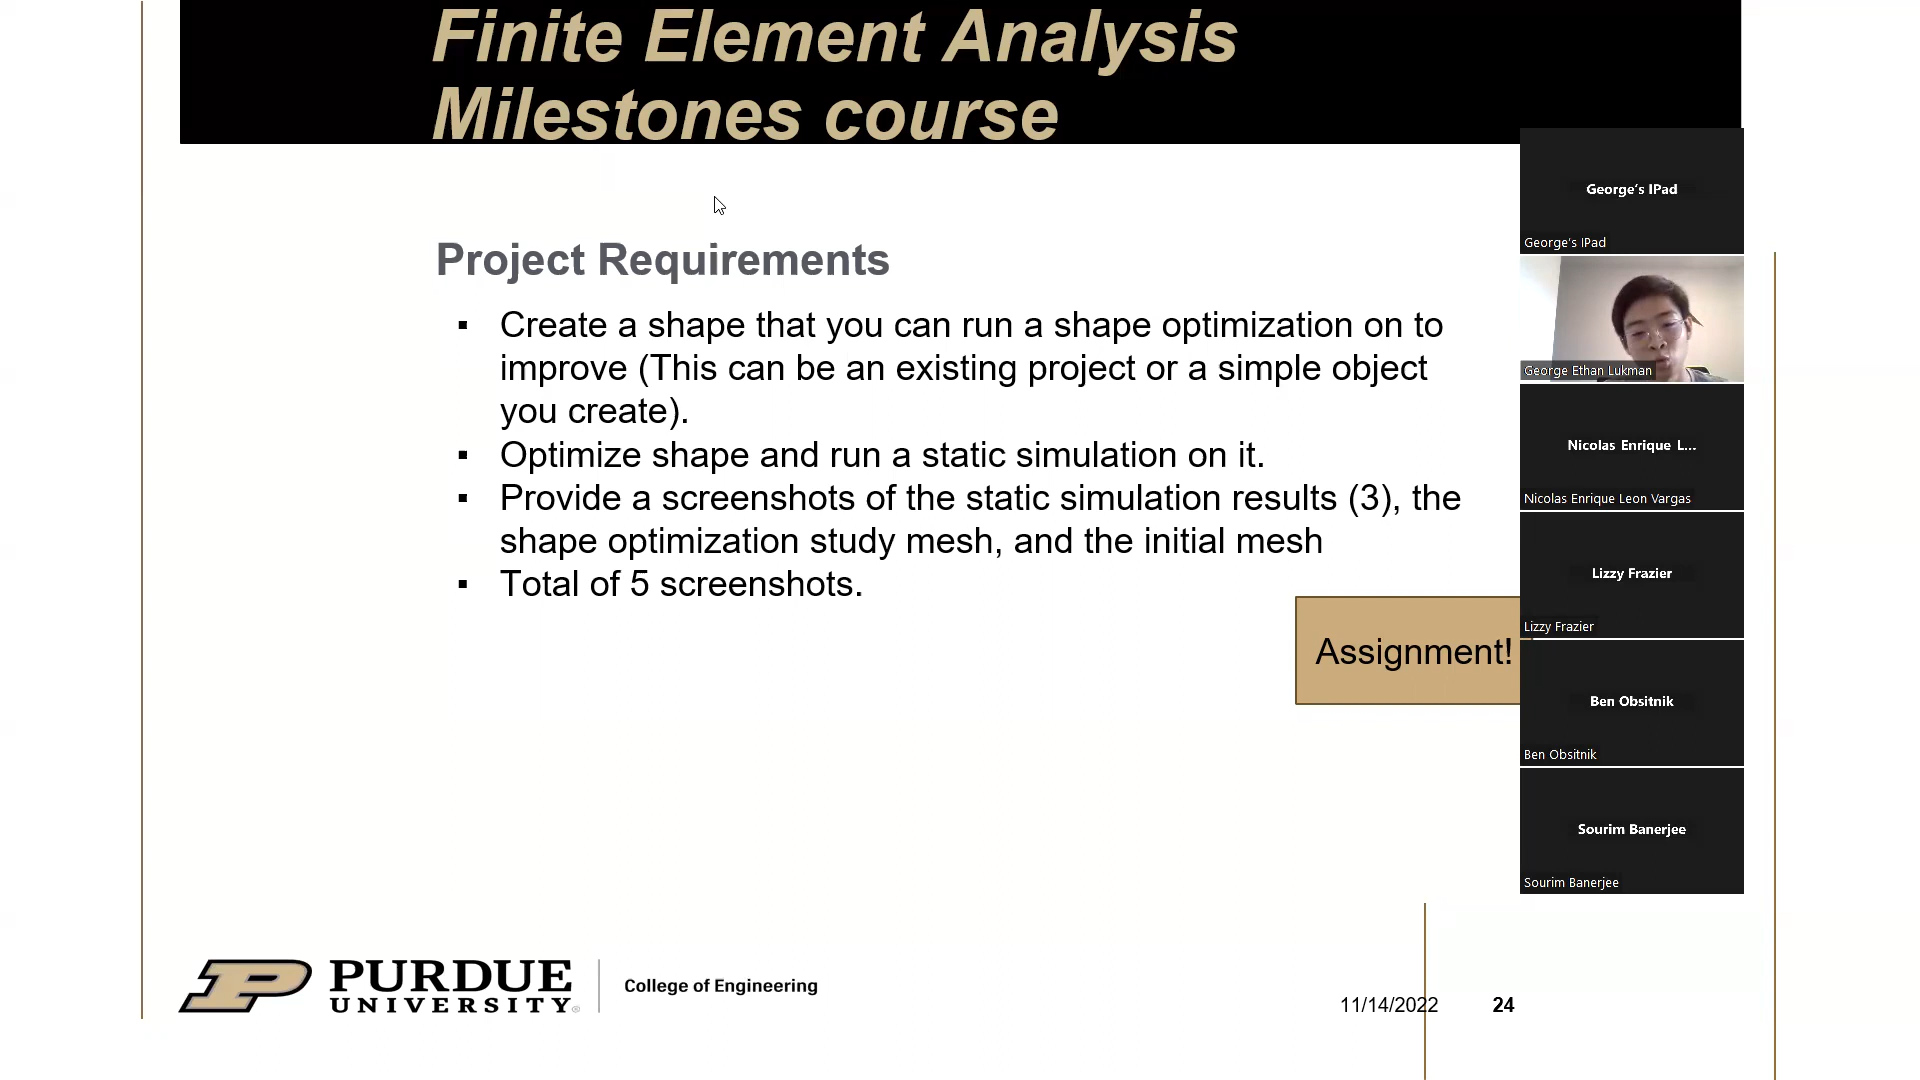 Finite Element Analysis
Milestones course
Project Requirements
▪ Create a shape that you can run a shape optimization on to
improve (This can be an existing project or a simple object
you create).
▪ Optimize shape and run a static simulation on it.
▪ Provide a screenshots of the static simulation results (3), the
shape optimization study mesh, and the initial mesh
▪ Total of 5 screenshots.
Assignment!
George's IPad
George's IPad
George Ethan Lukman
Nicolas Enrique L...
Nicolas Enrique Leon Vargas
Lizzy Frazier
Lizzy Frazier
Ben Obsitnik
Ben Obsitnik
Sourim Banerjee
Sourim Banerjee
P PURDUE
UNIVERSITY®
College of Engineering
11/14/2022
24